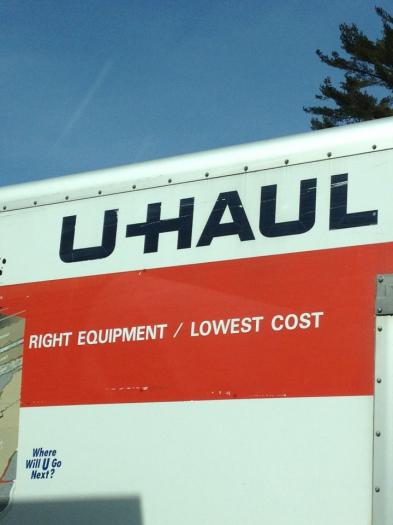 U-HAUL
RIGHT EQUIPMENT / LOWEST COST
Where
Will U Go
Next?